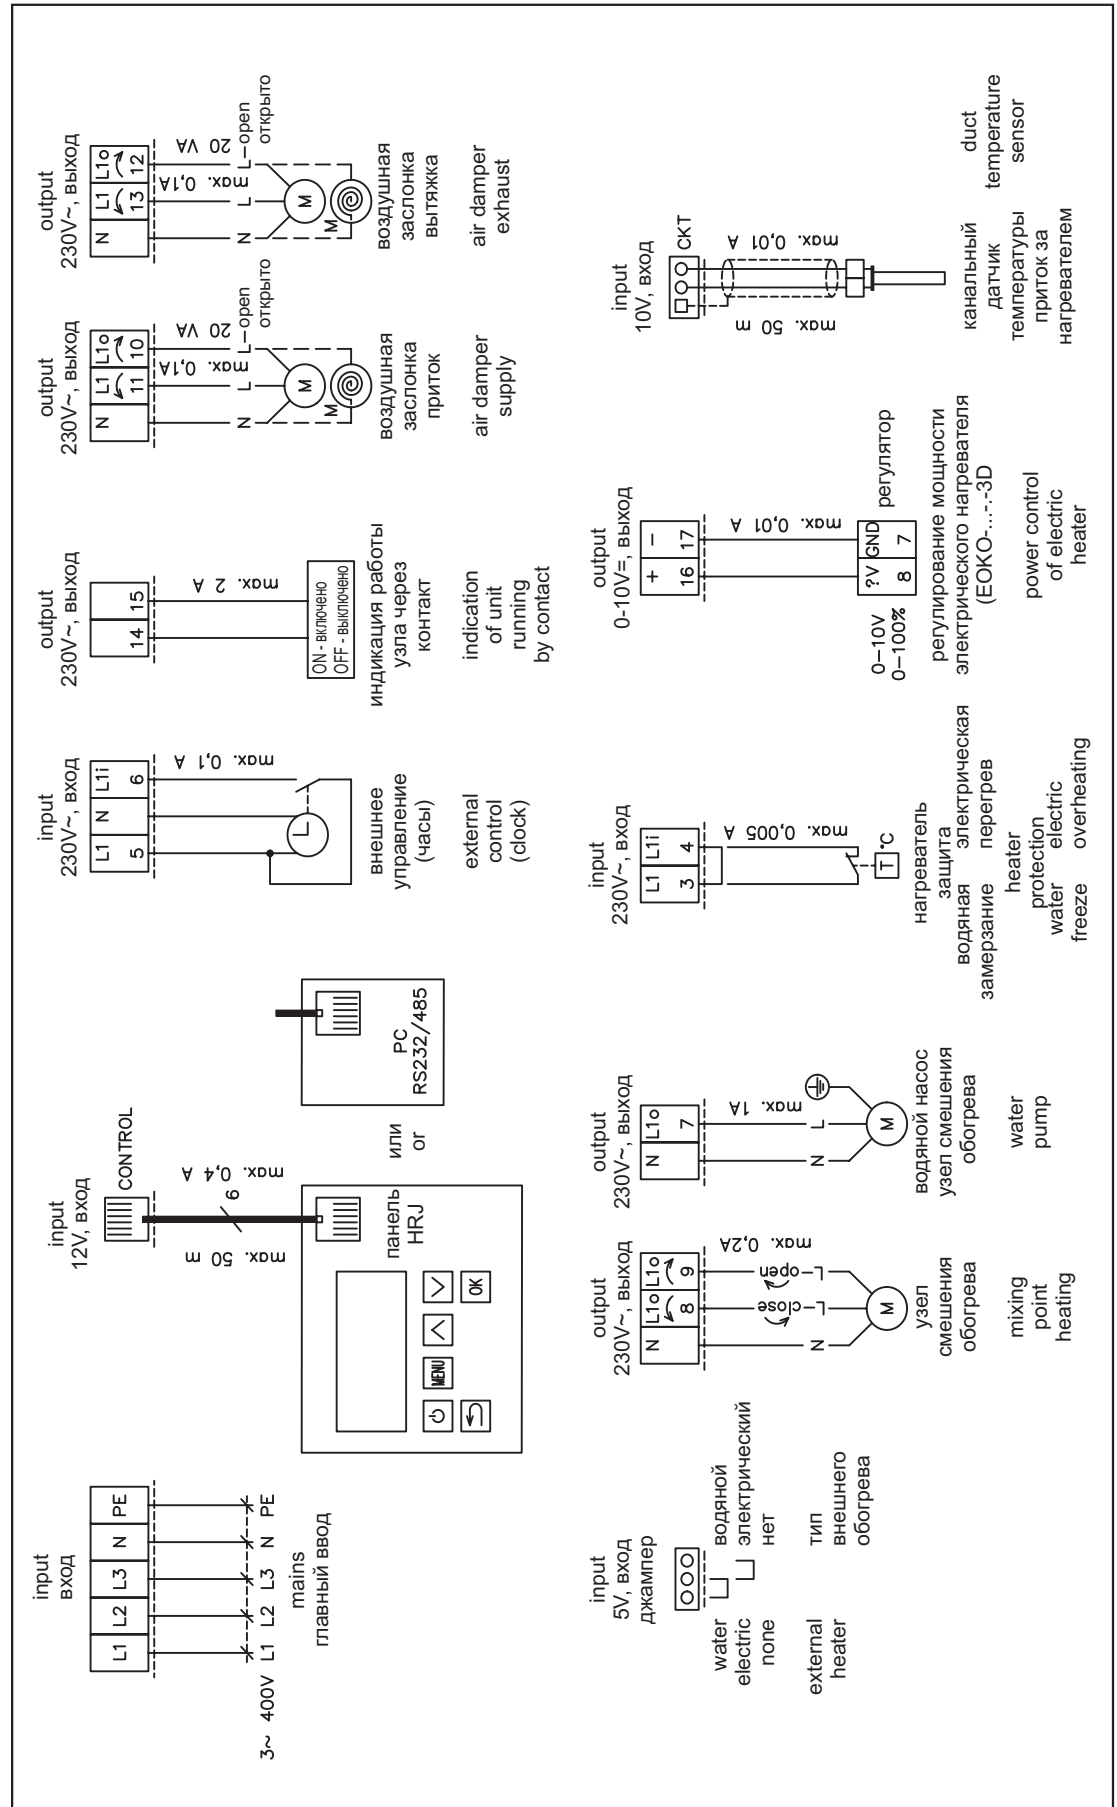 input
вход
L1 L2 L3 N PE
3~ 400V L1 L2 L3 N PE
mains
главный ввод
input
12V, вход
CONTROL
max. 50 m
6
max. 0,4 A
панель
HRJ
MENU
OK
или
or
PC
RS232/485
input
230V~, вход
L1 N L1i
5 6
max. 0,1 A
внешнее
управление
(часы)
external
control
(clock)
output
230V~, выход
14 15
max. 2 A
ON - включено
OFF - выключено
индикация работы
узла через
контакт
indication
of unit
running
by contact
output
230V~, выход
N L1 L1o
11 10
max. 0,1A
20 VA
N L L-open
открыто
M
M
воздушная
заслонка
приток
air damper
supply
output
230V~, выход
N L1 L1o
13 12
max. 0,1A
20 VA
N L L-open
открыто
M
M
воздушная
заслонка
вытяжка
air damper
exhaust
input
5V, вход
джампер
water водяной
electric электрический
none нет
external тип
heater внешнего
обогрева
output
230V~, выход
N L1o L1o
8 9
max. 0,2A
N L-close L-open
M
узел
смешения
обогрева
mixing
point
heating
output
230V~, выход
N L1o
7
max. 1A
N L
M
водяной насос
узел смешения
обогрева
water
pump
input
230V~, вход
L1 L1i
3 4
max. 0,005 A
T °C
нагреватель
защита
водяная электрическая
замерзание перегрев
heater
protection
water electric
freeze overheating
output
0-10V=, выход
+ -
16 17
max. 0,01 A
?V GND
8 7
регулятор
0-10V
0-100%
регулирование мощности
электрического нагревателя
(EOKO-...-.-3D
power control
of electric
heater
input
10V, вход
CKT
max. 50 m
max. 0,01 A
канальный
датчик
температуры
приток за
нагревателем
duct
temperature
sensor